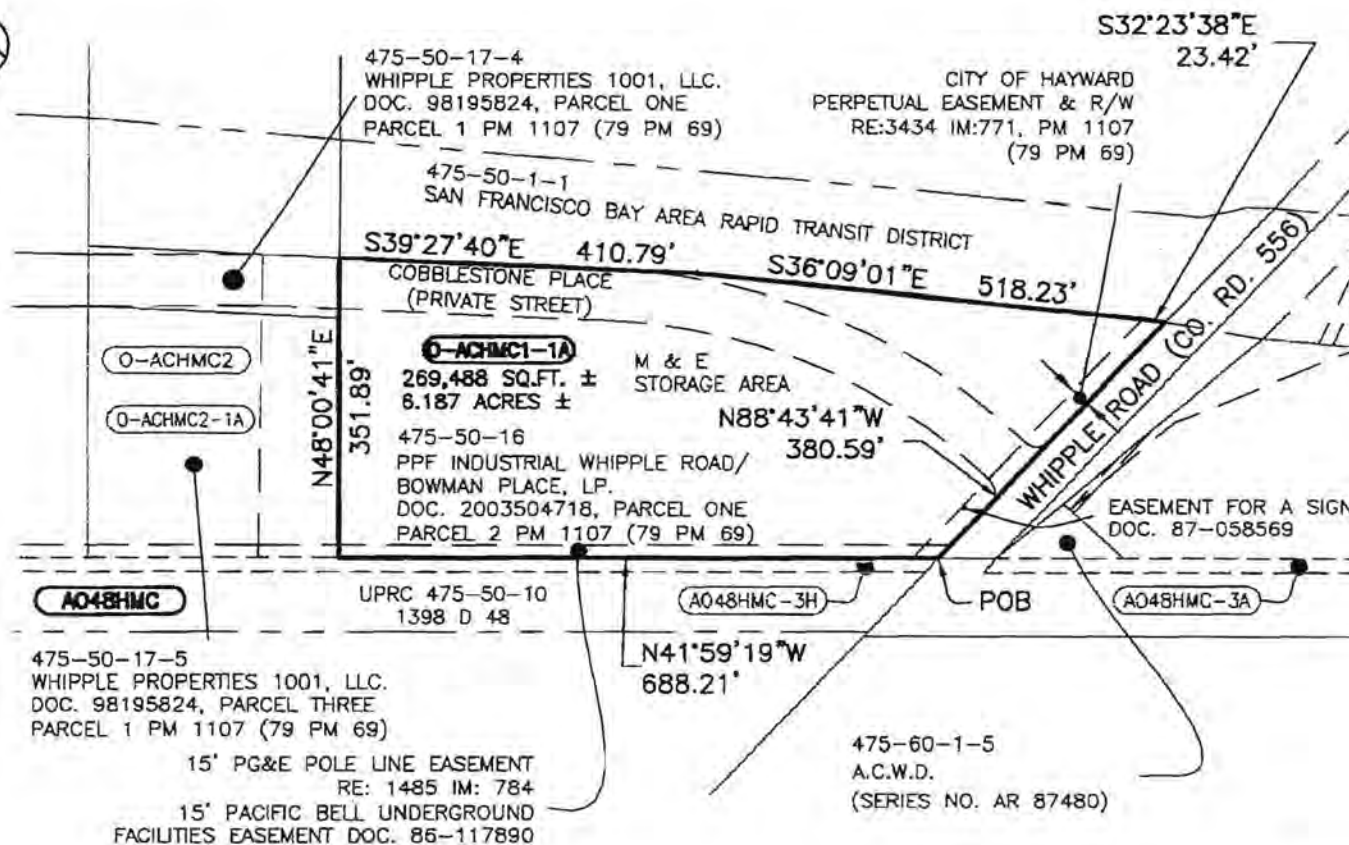 S32°23'38"E
23.42'
475-50-17-4
WHIPPLE PROPERTIES 1001, LLC.
DOC. 98195824, PARCEL ONE
PARCEL 1 PM 1107 (79 PM 69)
CITY OF HAYWARD
PERPETUAL EASEMENT & R/W
RE:3434 IM:771, PM 1107
(79 PM 69)
475-50-1-1
SAN FRANCISCO BAY AREA RAPID TRANSIT DISTRICT
S39°27'40"E 410.79'
S36°09'01"E 518.23'
COBBLESTONE PLACE
(PRIVATE STREET)
WHIPPLE ROAD (CO. RD. 556)
N48°00'41"E
351.89'
O-ACHMC2
O-ACHMC2-1A
O-ACHMC1-1A
269,488 SQ.FT. ±
6.187 ACRES ±
M & E
STORAGE AREA
N88°43'41"W
380.59'
475-50-16
PPF INDUSTRIAL WHIPPLE ROAD/
BOWMAN PLACE, LP.
DOC. 2003504718, PARCEL ONE
PARCEL 2 PM 1107 (79 PM 69)
EASEMENT FOR A SIGN
DOC. 87-058569
A048HMC
UPRC 475-50-10
1398 D 48
A048HMC-3H
POB
A048HMC-3A
N41°59'19"W
688.21'
475-50-17-5
WHIPPLE PROPERTIES 1001, LLC.
DOC. 98195824, PARCEL THREE
PARCEL 1 PM 1107 (79 PM 69)
15' PG&E POLE LINE EASEMENT
RE: 1485 IM: 784
15' PACIFIC BELL UNDERGROUND
FACILITIES EASEMENT DOC. 86-117890
475-60-1-5
A.C.W.D.
(SERIES NO. AR 87480)